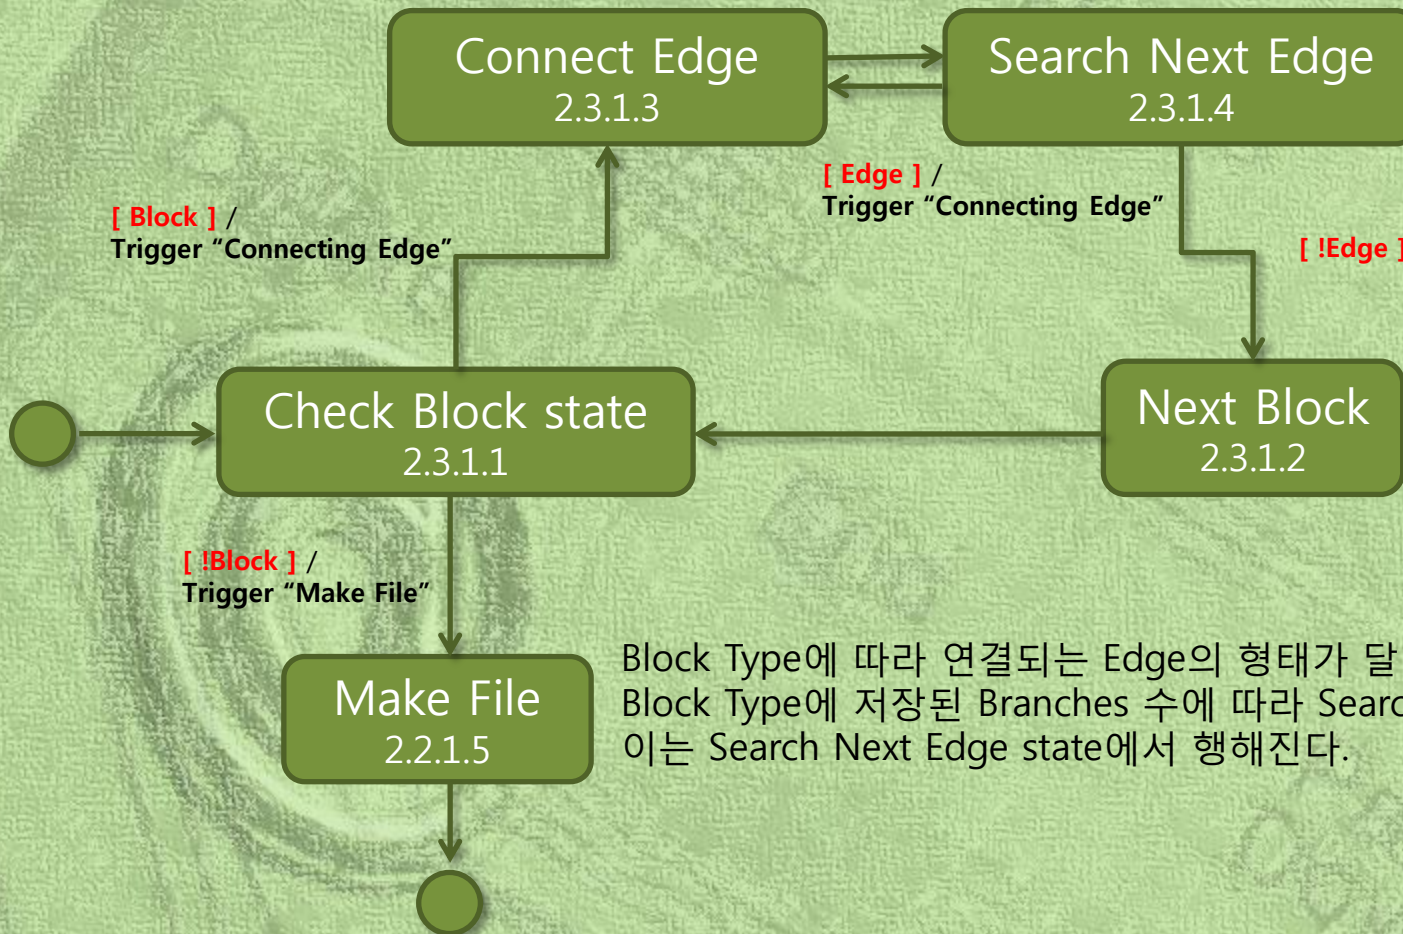 Connect Edge
2.3.1.3
Search Next Edge
2.3.1.4
[ Block ] /
Trigger “Connecting Edge”
[ Edge ] /
Trigger “Connecting Edge”
[ !Edge ]
Check Block state
2.3.1.1
Next Block
2.3.1.2
[ !Block ] /
Trigger “Make File”
Make File
2.2.1.5
Block Type에 따라 연결되는 Edge의 형태가 달
Block Type에 저장된 Branches 수에 따라
이는 Search Next Edge state에서 행해진다.